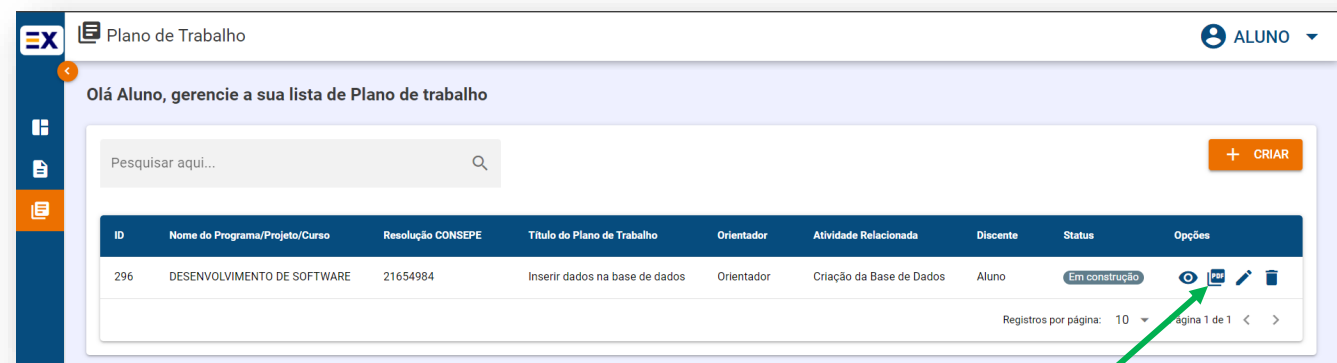 EX
Plano de Trabalho
ALUNO
Olá Aluno, gerencie a sua lista de Plano de trabalho
Pesquisar aqui...
+ CRIAR
ID Nome do Programa/Projeto/Curso Resolução CONSEPE Título do Plano de Trabalho Orientador Atividade Relacionada Discente Status Opções
296 DESENVOLVIMENTO DE SOFTWARE 21654984 Inserir dados na base de dados Orientador Criação da Base de Dados Aluno Em construção PDF
Registros por página: 10 Página 1 de 1